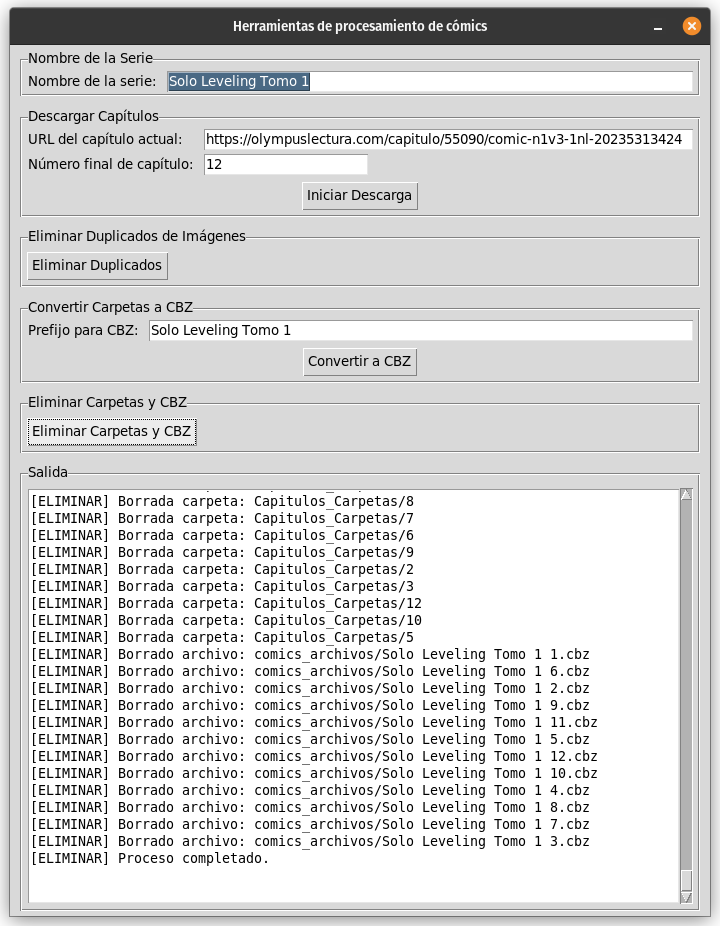 Herramientas de procesamiento de cómics
Nombre de la Serie
Nombre de la serie: Solo Leveling Tomo 1
Descargar Capítulos
URL del capítulo actual: https://olympuslectura.com/capitulo/55090/comic-n1v3-1nl-20235313424
Número final de capítulo: 12
Iniciar Descarga
Eliminar Duplicados de Imágenes
Eliminar Duplicados
Convertir Carpetas a CBZ
Prefijo para CBZ: Solo Leveling Tomo 1
Convertir a CBZ
Eliminar Carpetas y CBZ
Eliminar Carpetas y CBZ
Salida
[ELIMINAR] Borrada carpeta: Capitulos_Carpetas/8
[ELIMINAR] Borrada carpeta: Capitulos_Carpetas/7
[ELIMINAR] Borrada carpeta: Capitulos_Carpetas/6
[ELIMINAR] Borrada carpeta: Capitulos_Carpetas/9
[ELIMINAR] Borrada carpeta: Capitulos_Carpetas/2
[ELIMINAR] Borrada carpeta: Capitulos_Carpetas/3
[ELIMINAR] Borrada carpeta: Capitulos_Carpetas/12
[ELIMINAR] Borrada carpeta: Capitulos_Carpetas/10
[ELIMINAR] Borrada carpeta: Capitulos_Carpetas/5
[ELIMINAR] Borrado archivo: comics_archivos/Solo Leveling Tomo 1 1.cbz
[ELIMINAR] Borrado archivo: comics_archivos/Solo Leveling Tomo 1 6.cbz
[ELIMINAR] Borrado archivo: comics_archivos/Solo Leveling Tomo 1 2.cbz
[ELIMINAR] Borrado archivo: comics_archivos/Solo Leveling Tomo 1 9.cbz
[ELIMINAR] Borrado archivo: comics_archivos/Solo Leveling Tomo 1 11.cbz
[ELIMINAR] Borrado archivo: comics_archivos/Solo Leveling Tomo 1 5.cbz
[ELIMINAR] Borrado archivo: comics_archivos/Solo Leveling Tomo 1 12.cbz
[ELIMINAR] Borrado archivo: comics_archivos/Solo Leveling Tomo 1 10.cbz
[ELIMINAR] Borrado archivo: comics_archivos/Solo Leveling Tomo 1 4.cbz
[ELIMINAR] Borrado archivo: comics_archivos/Solo Leveling Tomo 1 8.cbz
[ELIMINAR] Borrado archivo: comics_archivos/Solo Leveling Tomo 1 7.cbz
[ELIMINAR] Borrado archivo: comics_archivos/Solo Leveling Tomo 1 3.cbz
[ELIMINAR] Proceso completado.